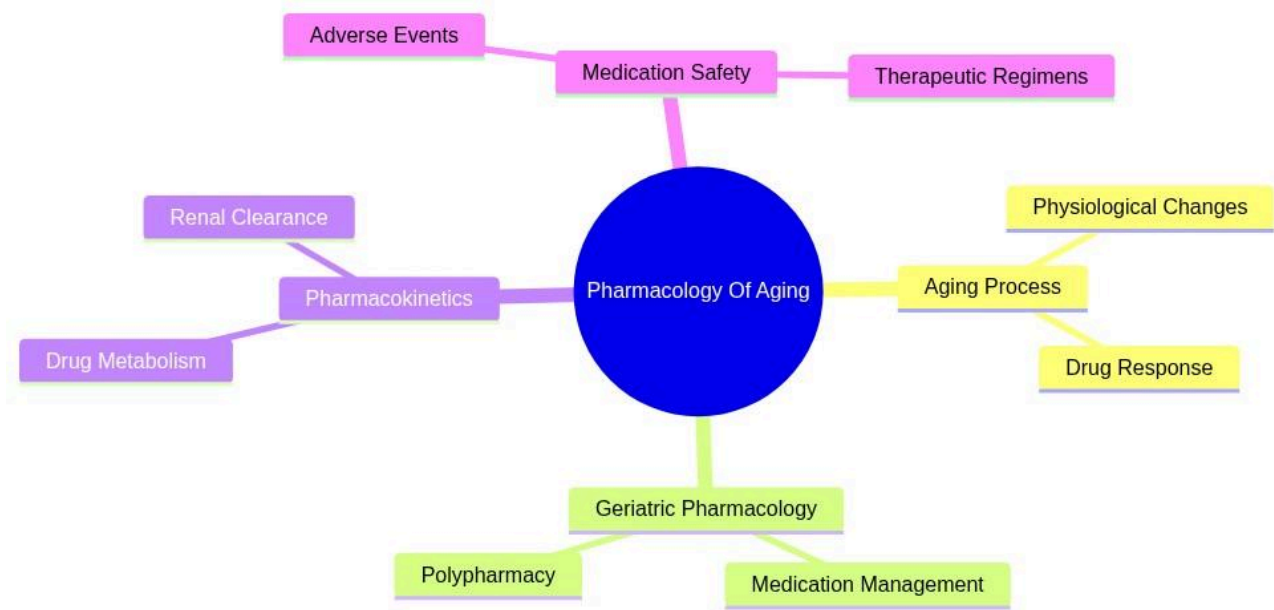 Adverse Events
Medication Safety
Therapeutic Regimens
Renal Clearance
Physiological Changes
Pharmacokinetics
Pharmacology Of Aging
Aging Process
Drug Metabolism
Drug Response
Geriatric Pharmacology
Polypharmacy
Medication Management